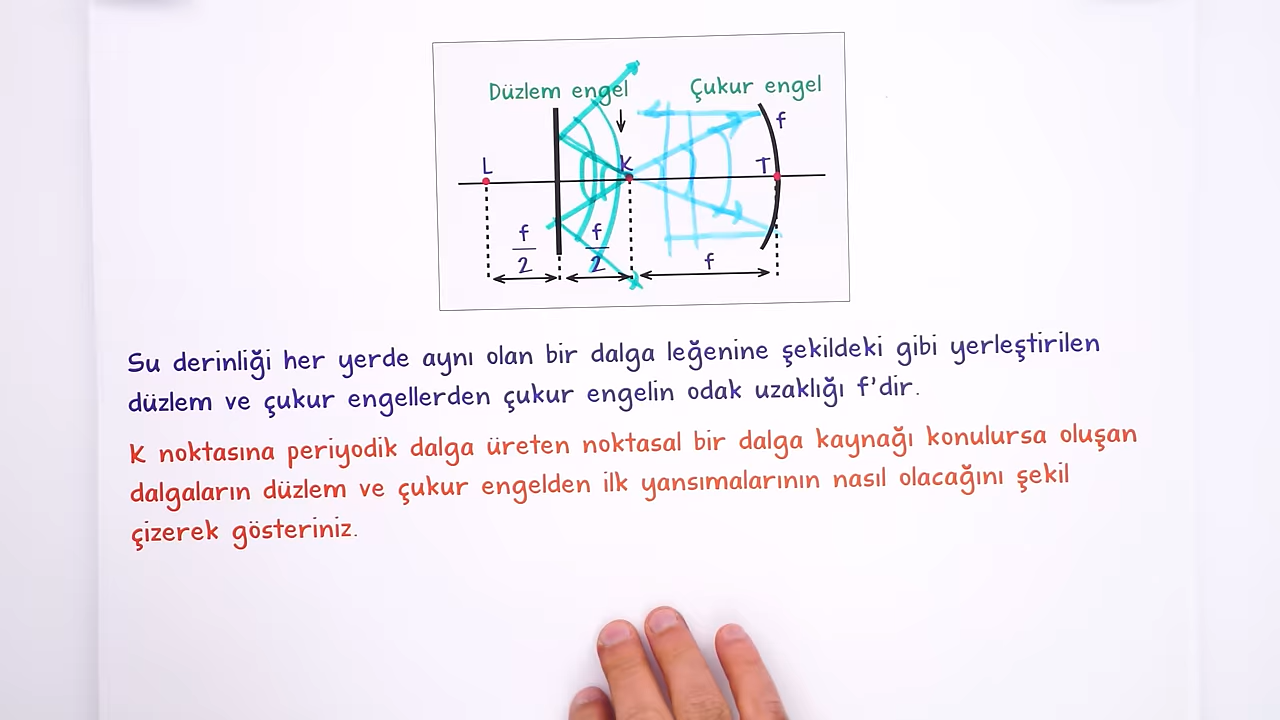 Düzlem engel
Çukur engel
f
L
K
T
f
2
f
2
f
Su derinliği her yerde aynı olan bir dalga leğenine şekildeki gibi yerleştirilen
düzlem ve çukur engellerden çukur engelin odak uzaklığı f'dir.
K noktasına periyodik dalga üreten noktasal bir dalga kaynağı konulursa oluşan
dalgaların düzlem ve çukur engelden ilk yansımalarının nasıl olacağını şekil
çizerek gösteriniz.